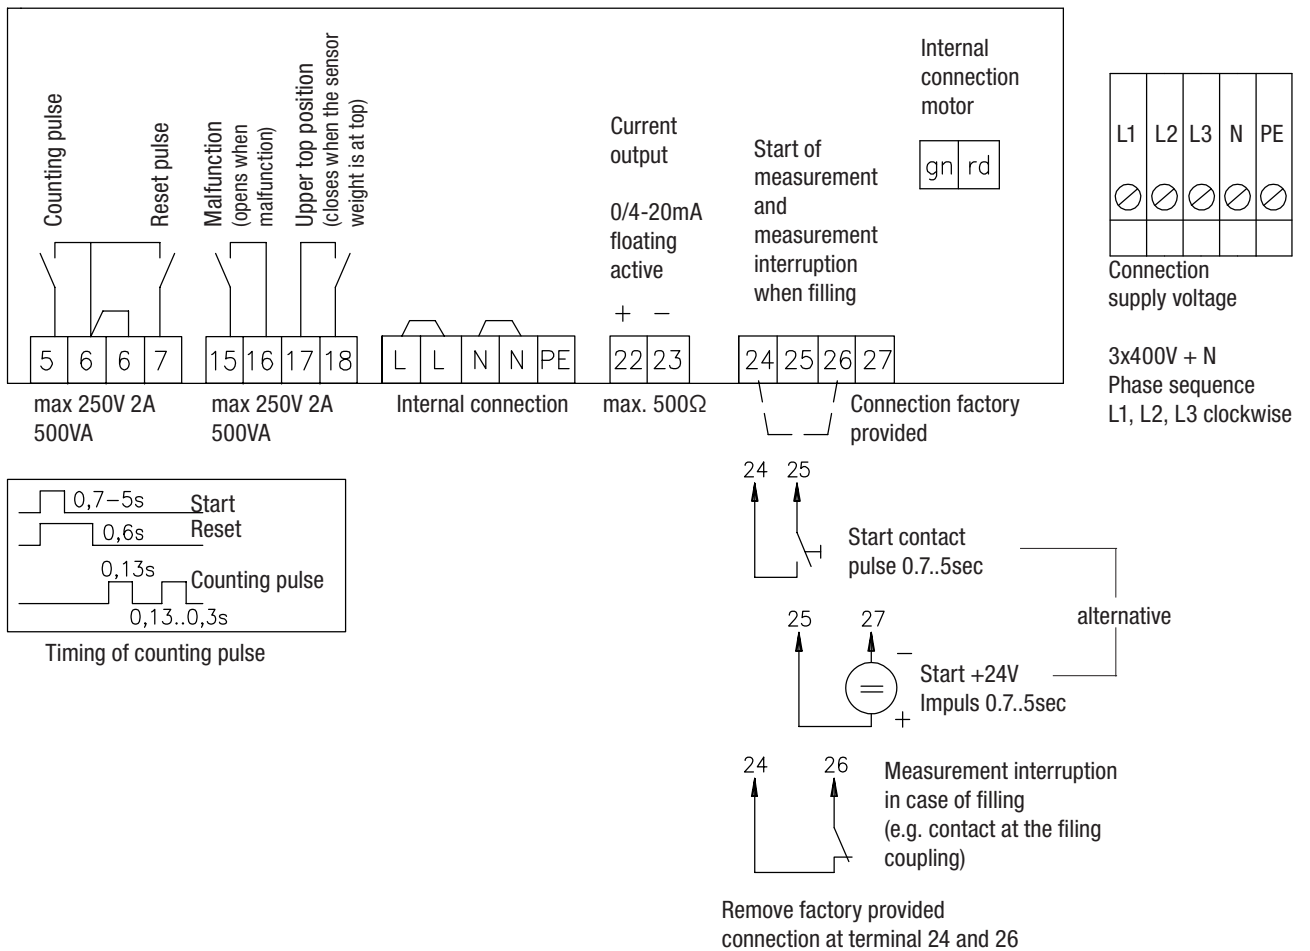 Counting pulse
Reset pulse
Malfunction
(opens when
malfunction)
Upper top position
(closes when the sensor
weight is at top)
Current
output
0/4-20mA
floating
active
+ −
Start of
measurement
and
measurement
interruption
when filling
Internal
connection
motor
gn rd
5 6 6 7
15 16 17 18
L L N N PE
22 23
24 25 26 27
max 250V 2A
500VA
max 250V 2A
500VA
Internal connection
max. 500Ω
Connection factory
provided
L1 L2 L3 N PE
Connection
supply voltage
3x400V + N
Phase sequence
L1, L2, L3 clockwise
0,7−5s Start
0,6s Reset
0,13s
Counting pulse
0,13..0,3s
Timing of counting pulse
24 25
Start contact
pulse 0.7..5sec
alternative
25 27
−
Start +24V
Impuls 0.7..5sec
+
24 26
Measurement interruption
in case of filling
(e.g. contact at the filing
coupling)
Remove factory provided
connection at terminal 24 and 26